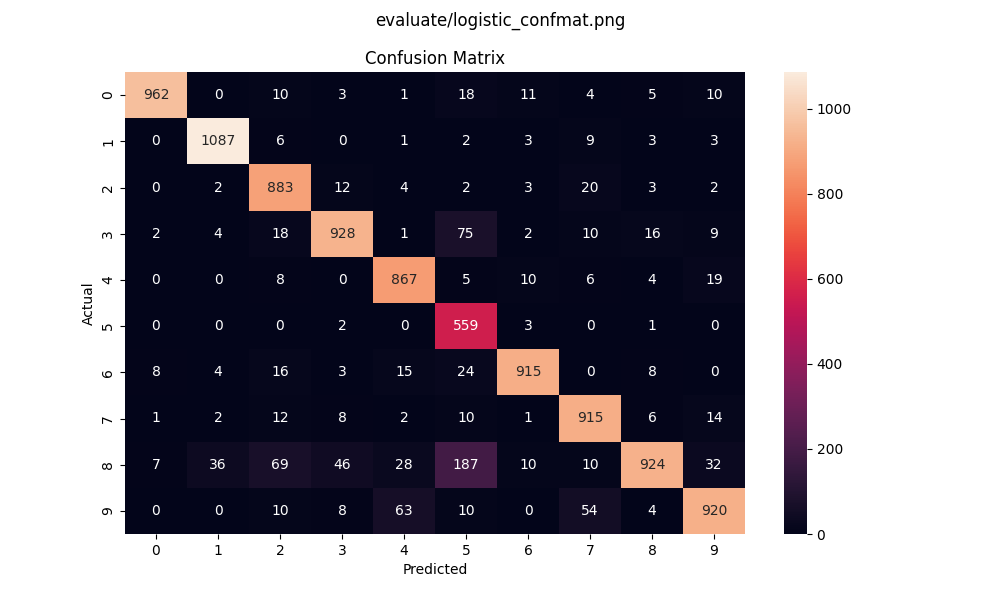 evaluate/logistic_confmat.png
Confusion Matrix
0 962 0 10 3 1 18 11 4 5 10
1 0 1087 6 0 1 2 3 9 3 3
2 0 2 883 12 4 2 3 20 3 2
3 2 4 18 928 1 75 2 10 16 9
4 0 0 8 0 867 5 10 6 4 19
5 0 0 0 2 0 559 3 0 1 0
6 8 4 16 3 15 24 915 0 8 0
7 1 2 12 8 2 10 1 915 6 14
8 7 36 69 46 28 187 10 10 924 32
9 0 0 10 8 63 10 0 54 4 920
0 1 2 3 4 5 6 7 8 9
Predicted
Actual
1000
800
600
400
200
0